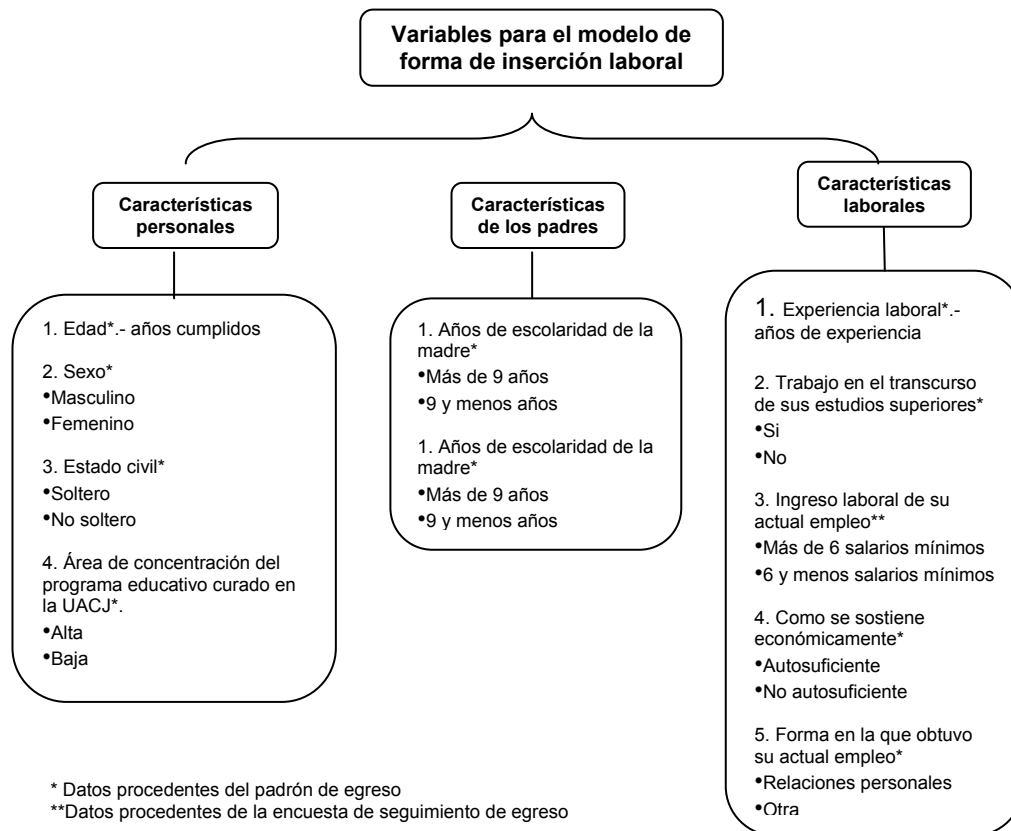 Variables para el modelo de
forma de inserción laboral
Características
personales
1. Edad*.- años cumplidos
2. Sexo*
•Masculino
•Femenino
3. Estado civil*
•Soltero
•No soltero
4. Área de concentración del
programa educativo curado en
la UACJ*.
•Alta
•Baja
Características
de los padres
1. Años de escolaridad de la
madre*
•Más de 9 años
•9 y menos años
1. Años de escolaridad de la
madre*
•Más de 9 años
•9 y menos años
Características
laborales
1. Experiencia laboral*.-
años de experiencia
2. Trabajo en el transcurso
de sus estudios superiores*
•Si
•No
3. Ingreso laboral de su
actual empleo**
•Más de 6 salarios mínimos
•6 y menos salarios mínimos
4. Como se sostiene
económicamente*
•Autosuficiente
•No autosuficiente
5. Forma en la que obtuvo
su actual empleo*
•Relaciones personales
•Otra
* Datos procedentes del padrón de egreso
**Datos procedentes de la encuesta de seguimiento de egreso